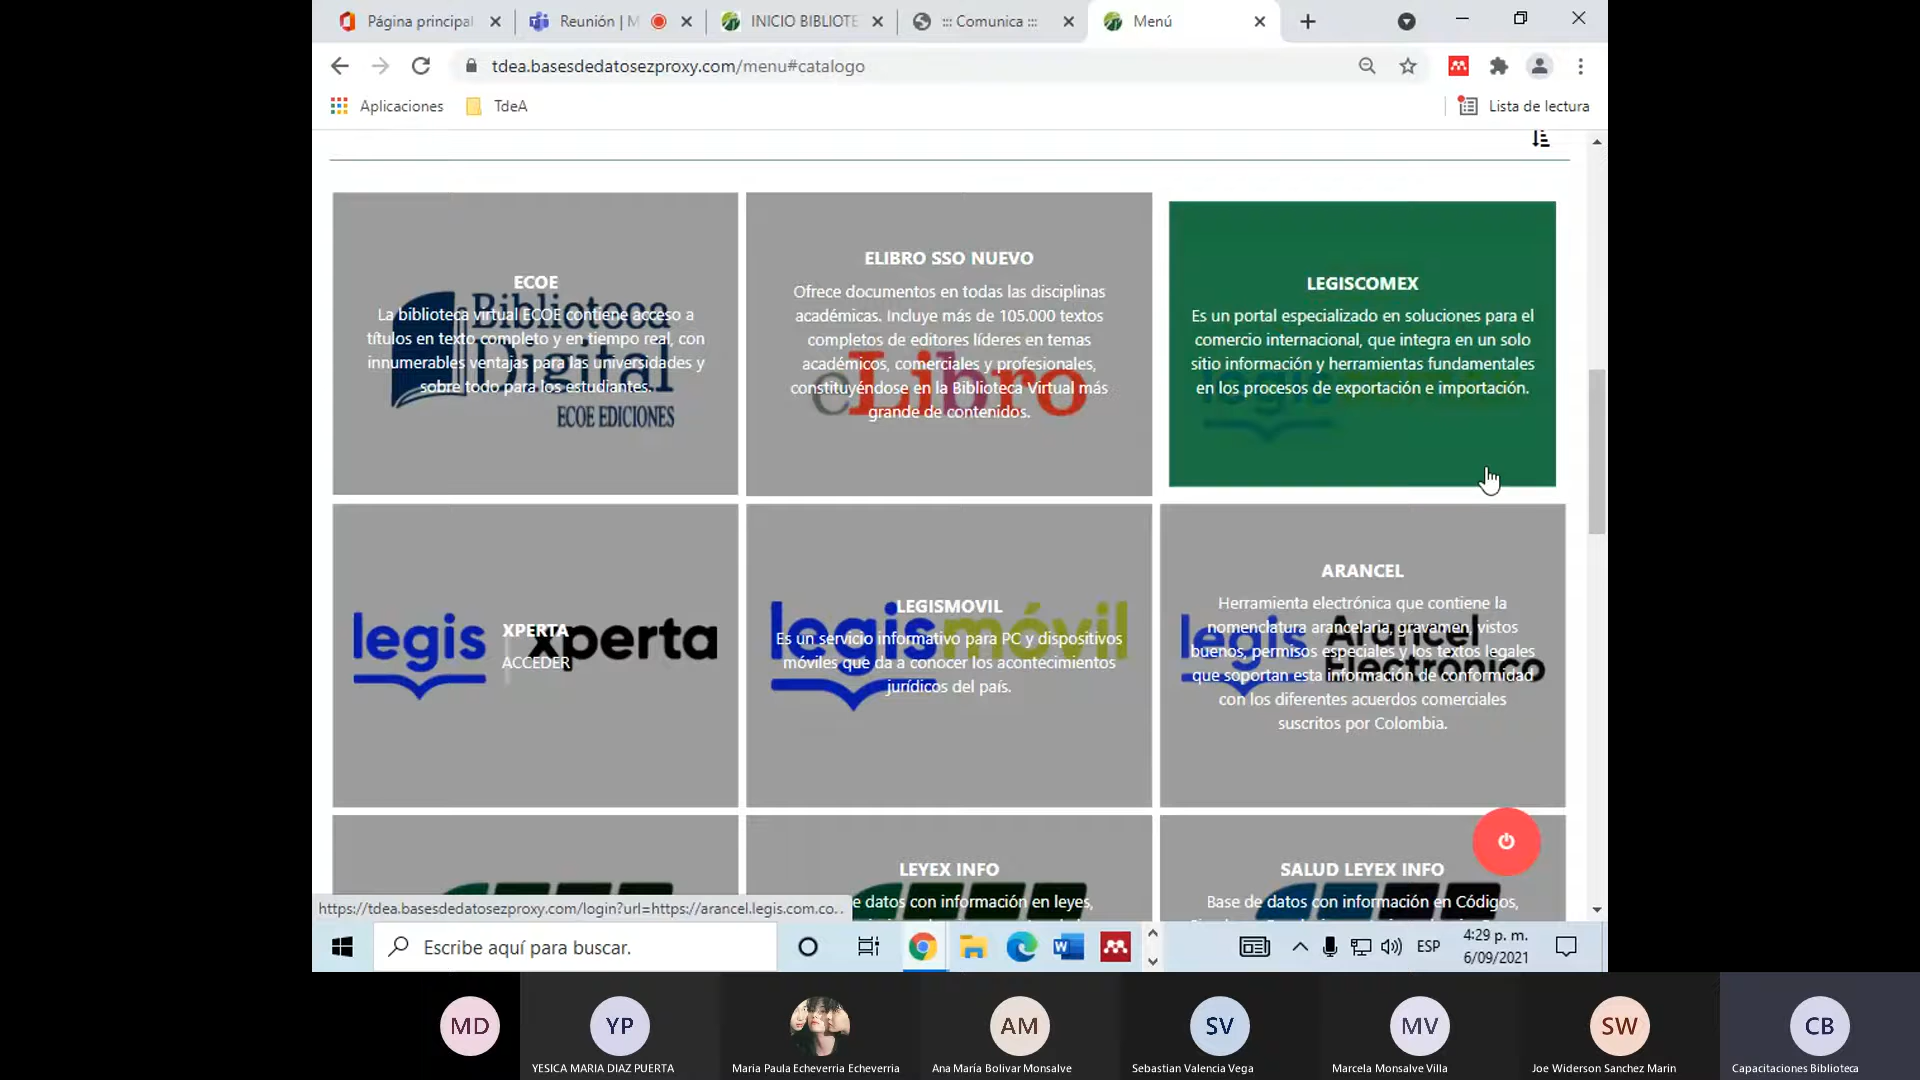 Página principal
Reunión | M
INICIO BIBLIOTE
::: Comunica :::
Menú
tdea.basesdedatosezproxy.com/menu#catalogo
Aplicaciones
TdeA
Lista de lectura
ECOE
La biblioteca virtual ECOE contiene acceso a
títulos en texto completo y en tiempo real, con
innumerables ventajas para las universidades y
sobre todo para los estudiantes.
Biblioteca
Digital
ECOE EDICIONES
ELIBRO SSO NUEVO
Ofrece documentos en todas las disciplinas
académicas. Incluye más de 105.000 textos
completos de editores líderes en temas
académicos, comerciales y profesionales,
constituyéndose en la Biblioteca Virtual más
grande de contenidos.
eLibro
LEGISCOMEX
Es un portal especializado en soluciones para el
comercio internacional, que integra en un solo
sitio información y herramientas fundamentales
en los procesos de exportación e importación.
legis
XPERTA
ACCEDER
legis xperta
LEGISMOVIL
Es un servicio informativo para PC y dispositivos
móviles que da a conocer los acontecimientos
jurídicos del país.
legis móvil
ARANCEL
Herramienta electrónica que contiene la
nomenclatura arancelaria, gravamen, vistos
buenos, permisos especiales y los textos legales
que soportan esta información de conformidad
con los diferentes acuerdos comerciales
suscritos por Colombia.
legis Arancel
Electrónico
LEYEX INFO
e datos con información en leyes,
SALUD LEYEX INFO
Base de datos con información en Códigos,
https://tdea.basesdedatosezproxy.com/login?url=https://arancel.legis.com.co...
Escribe aquí para buscar.
ESP
4:29 p. m.
6/09/2021
MD
YP
AM
SV
MV
SW
CB
YESICA MARIA DIAZ PUERTA
Maria Paula Echeverria Echeverria
Ana María Bolivar Monsalve
Sebastian Valencia Vega
Marcela Monsalve Villa
Joe Widerson Sanchez Marin
Capacitaciones Biblioteca